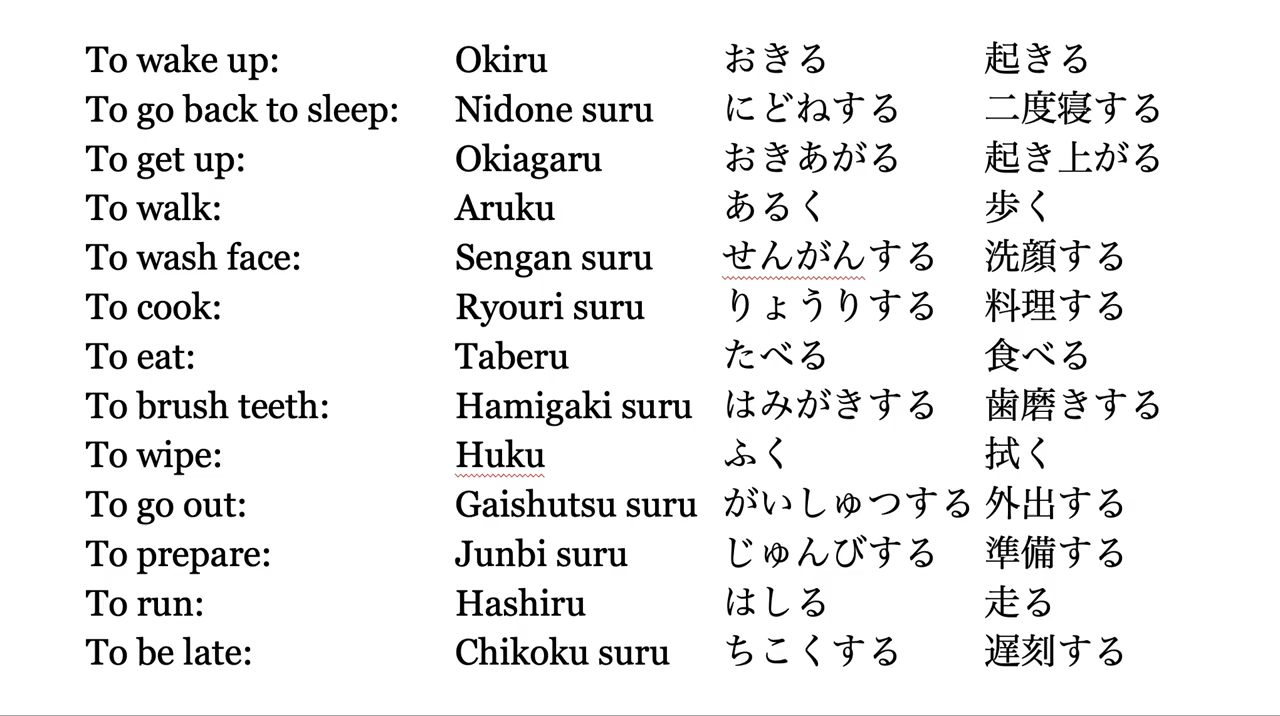 To wake up: Okiru おきる 起きる
To go back to sleep: Nidone suru にどねする 二度寝する
To get up: Okiagaru おきあがる 起き上がる
To walk: Aruku あるく 歩く
To wash face: Sengan suru せんがんする 洗顔する
To cook: Ryouri suru りょうりする 料理する
To eat: Taberu たべる 食べる
To brush teeth: Hamigaki suru はみがきする 歯磨きする
To wipe: Huku ふく 拭く
To go out: Gaishutsu suru がいしゅつする 外出する
To prepare: Junbi suru じゅんびする 準備する
To run: Hashiru はしる 走る
To be late: Chikoku suru ちこくする 遅刻する